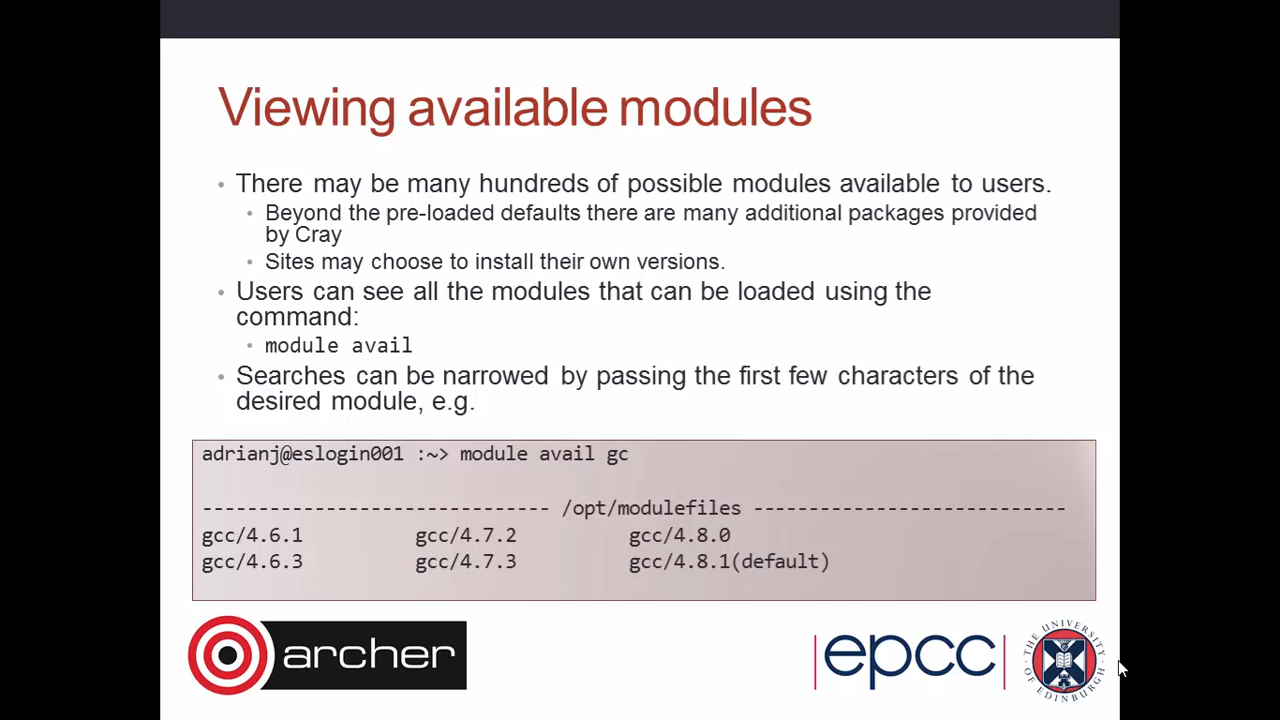 Viewing available modules
• There may be many hundreds of possible modules available to users.
• Beyond the pre-loaded defaults there are many additional packages provided
by Cray
• Sites may choose to install their own versions.
• Users can see all the modules that can be loaded using the
command:
• module avail
• Searches can be narrowed by passing the first few characters of the
desired module, e.g.
adrianj@eslogin001 :~> module avail gc
------------------------------- /opt/modulefiles ----------------------------
gcc/4.6.1 gcc/4.7.2 gcc/4.8.0
gcc/4.6.3 gcc/4.7.3 gcc/4.8.1(default)
archer
epcc
THE UNIVERSITY OF EDINBURGH